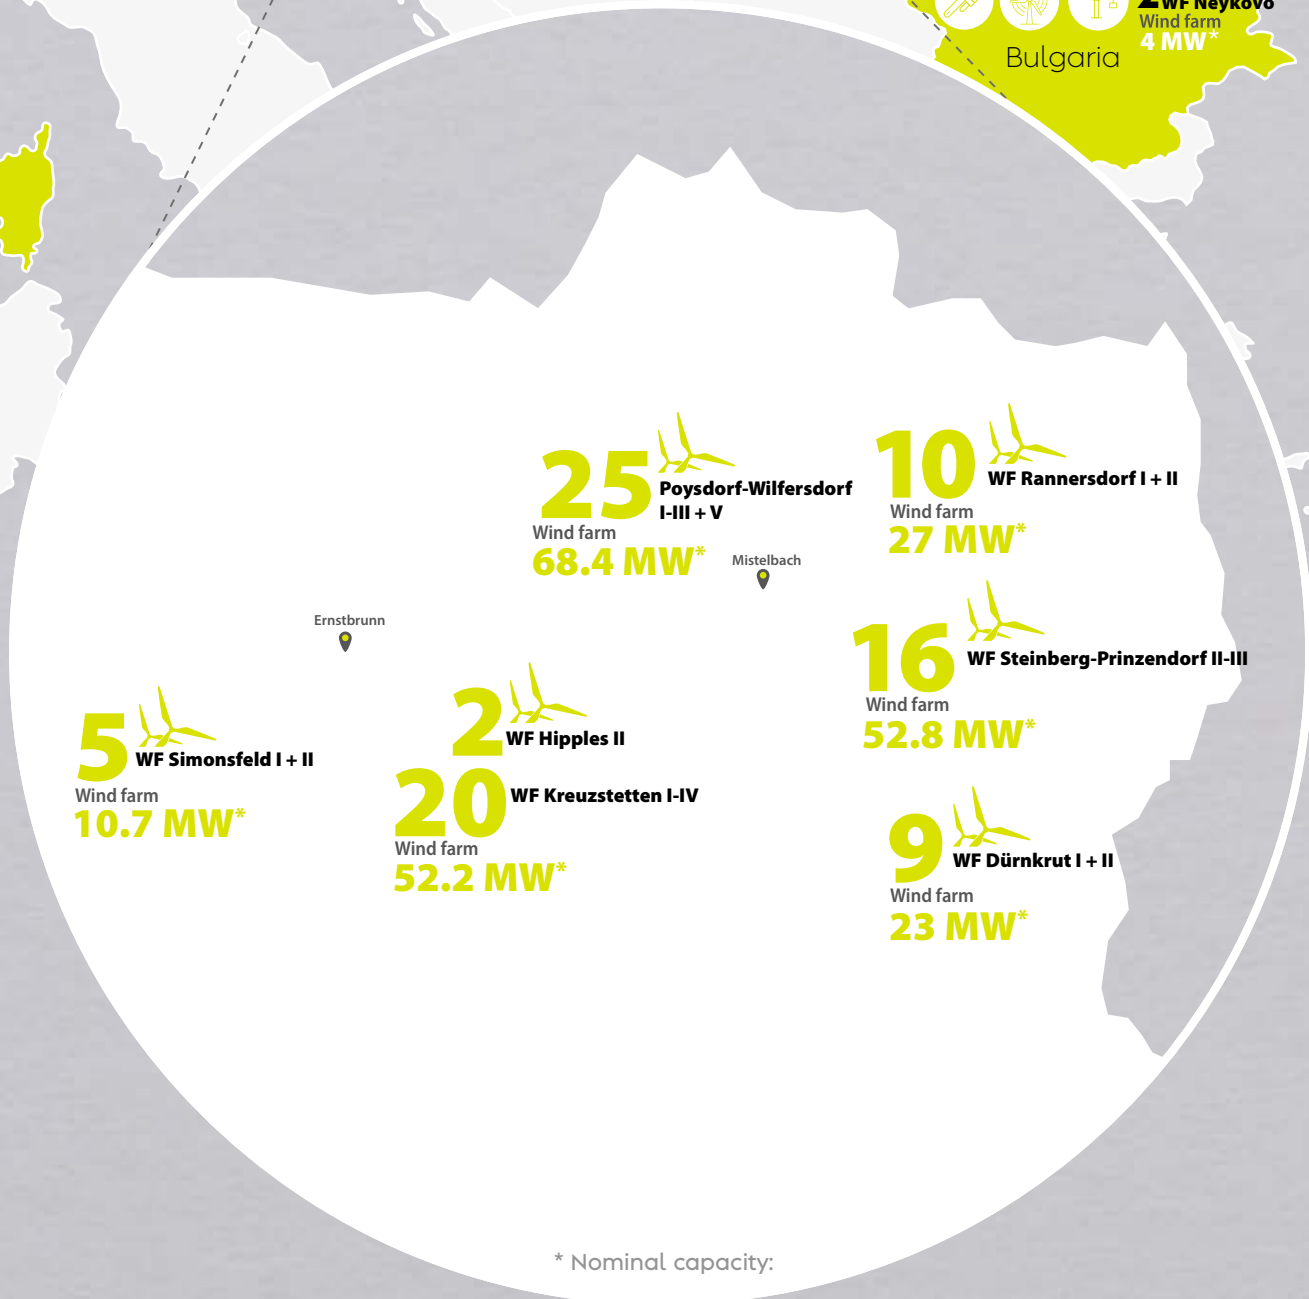 2 WF Neykovo
Wind farm
4 MW*
Bulgaria
25
Poysdorf-Wilfersdorf
I-III + V
Wind farm
68.4 MW*
10
WF Rannersdorf I + II
Wind farm
27 MW*
Mistelbach
Ernstbrunn
16
WF Steinberg-Prinzendorf II-III
Wind farm
52.8 MW*
5
WF Simonsfeld I + II
Wind farm
10.7 MW*
2
WF Hipples II
20
WF Kreuzstetten I-IV
Wind farm
52.2 MW*
9
WF Dürnkrut I + II
Wind farm
23 MW*
* Nominal capacity: